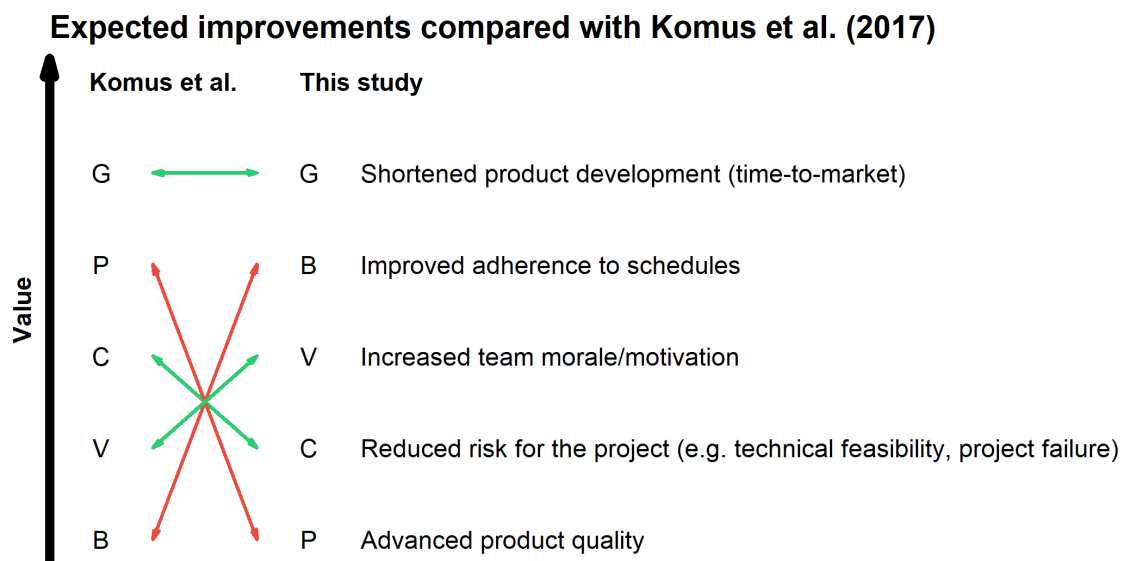 Expected improvements compared with Komus et al. (2017)
Komus et al. This study
G G Shortened product development (time-to-market)
P B Improved adherence to schedules
Value
C V Increased team morale/motivation
V C Reduced risk for the project (e.g. technical feasibility, project failure)
B P Advanced product quality